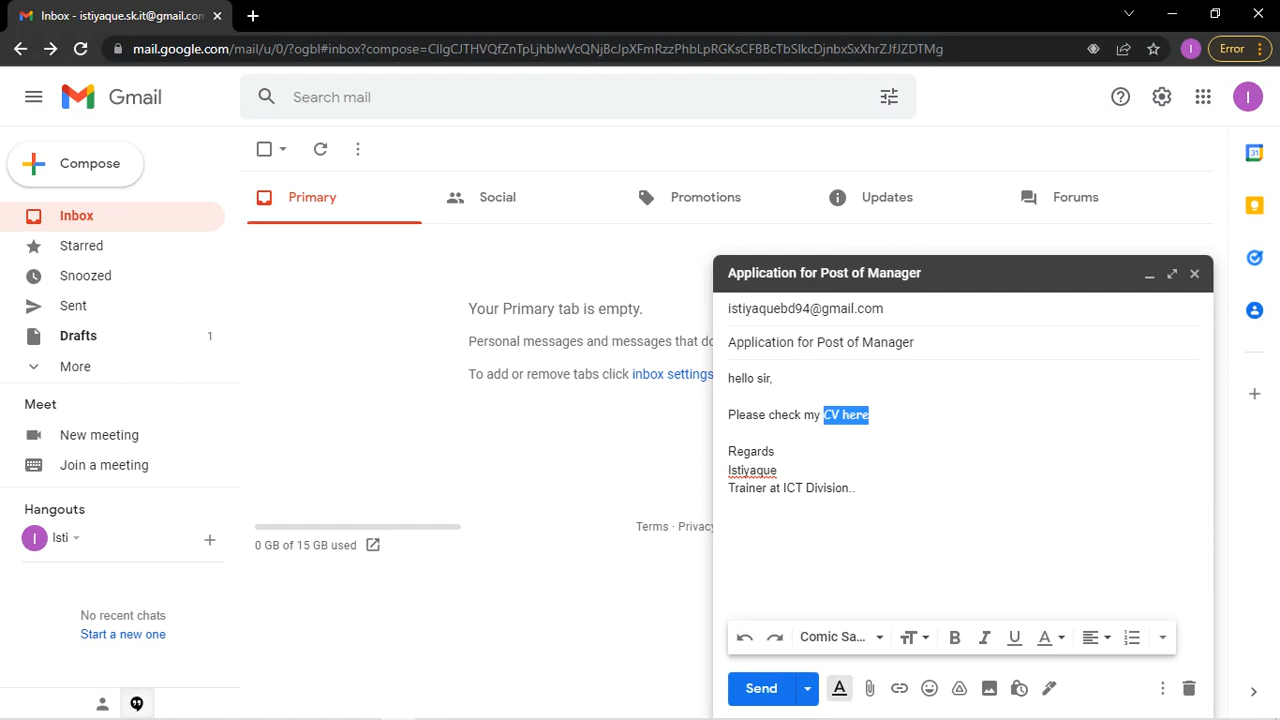 Inbox - istiyaque.sk.it@gmail.com
mail.google.com/mail/u/0/?ogbl#inbox?compose=
Error
Gmail
Search mail
Compose
Primary
Social
Promotions
Updates
Forums
Inbox
Starred
Snoozed
Sent
Drafts 1
More
Meet
New meeting
Join a meeting
Hangouts
I Isti
No recent chats
Start a new one
Your Primary tab is empty.
Personal messages and messages that do
To add or remove tabs click inbox settings
0 GB of 15 GB used
Terms · Privacy
Application for Post of Manager
istiyaquebd94@gmail.com
Application for Post of Manager
hello sir,
Please check my CV here
Regards
Istiyaque
Trainer at ICT Division..
Comic Sa...
B I U A
Send A
31
I
I